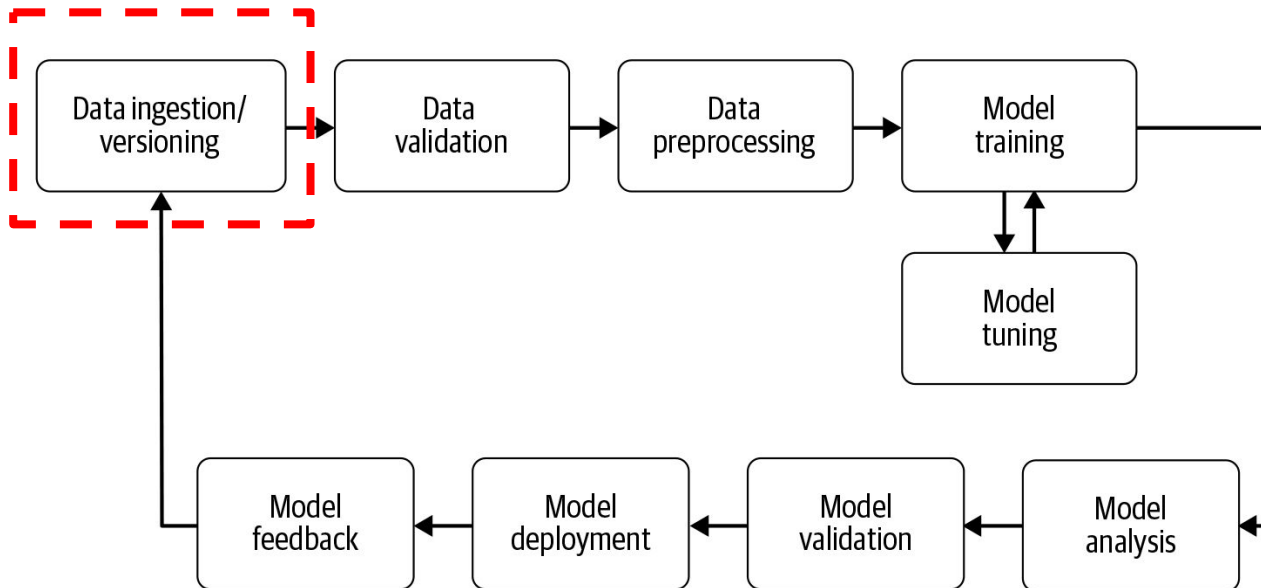 Data ingestion/
versioning
Data
validation
Data
preprocessing
Model
training
Model
tuning
Model
feedback
Model
deployment
Model
validation
Model
analysis